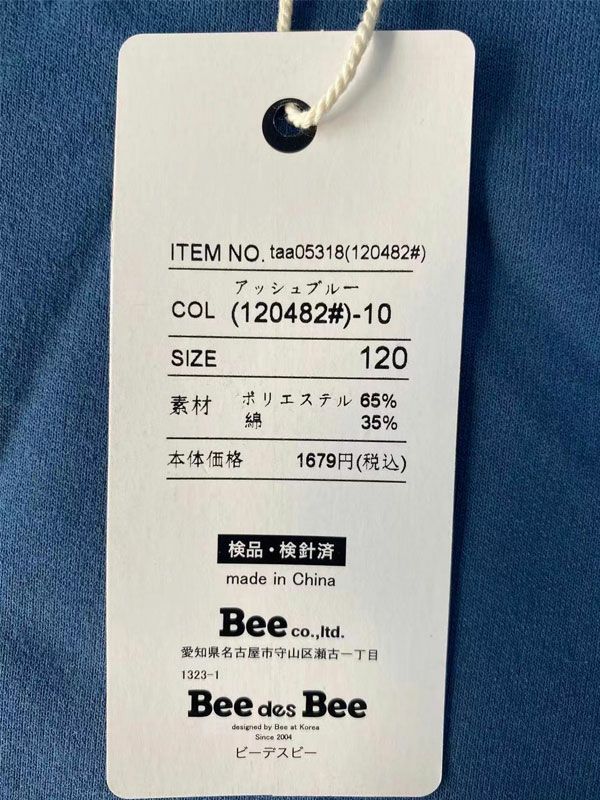 ITEM NO. taa05318(120482#)
アッシュブルー
COL (120482#)-10
SIZE 120
素材 ポリエステル 65%
綿 35%
本体価格 1679円(税込)
検品・検針済
made in China
Bee co.,ltd.
愛知県名古屋市守山区瀬古一丁目
1323-1
Bee des Bee
designed by Bee at Korea
Since 2004
ビーデスビー